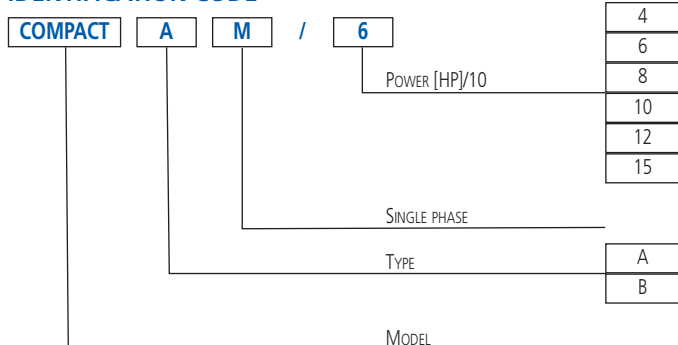 IDENTIFICATION CODE
COMPACT A M / 6
4
6
POWER [HP]/10 8
10
12
15
SINGLE PHASE
TYPE A
B
MODEL